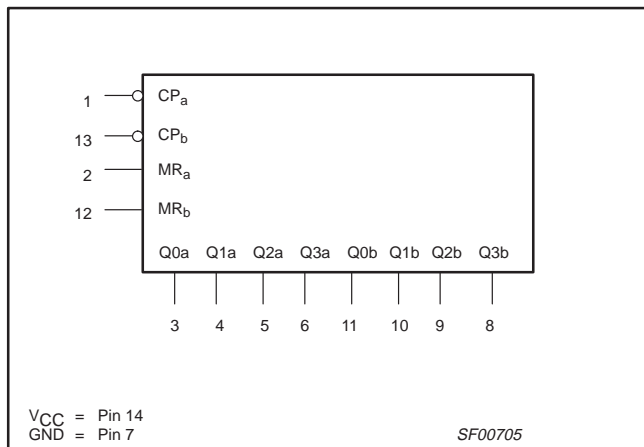 1 CPa
13 CPb
2 MRa
12 MRb
Q0a Q1a Q2a Q3a Q0b Q1b Q2b Q3b
3 4 5 6 11 10 9 8
VCC = Pin 14
GND = Pin 7
SF00705